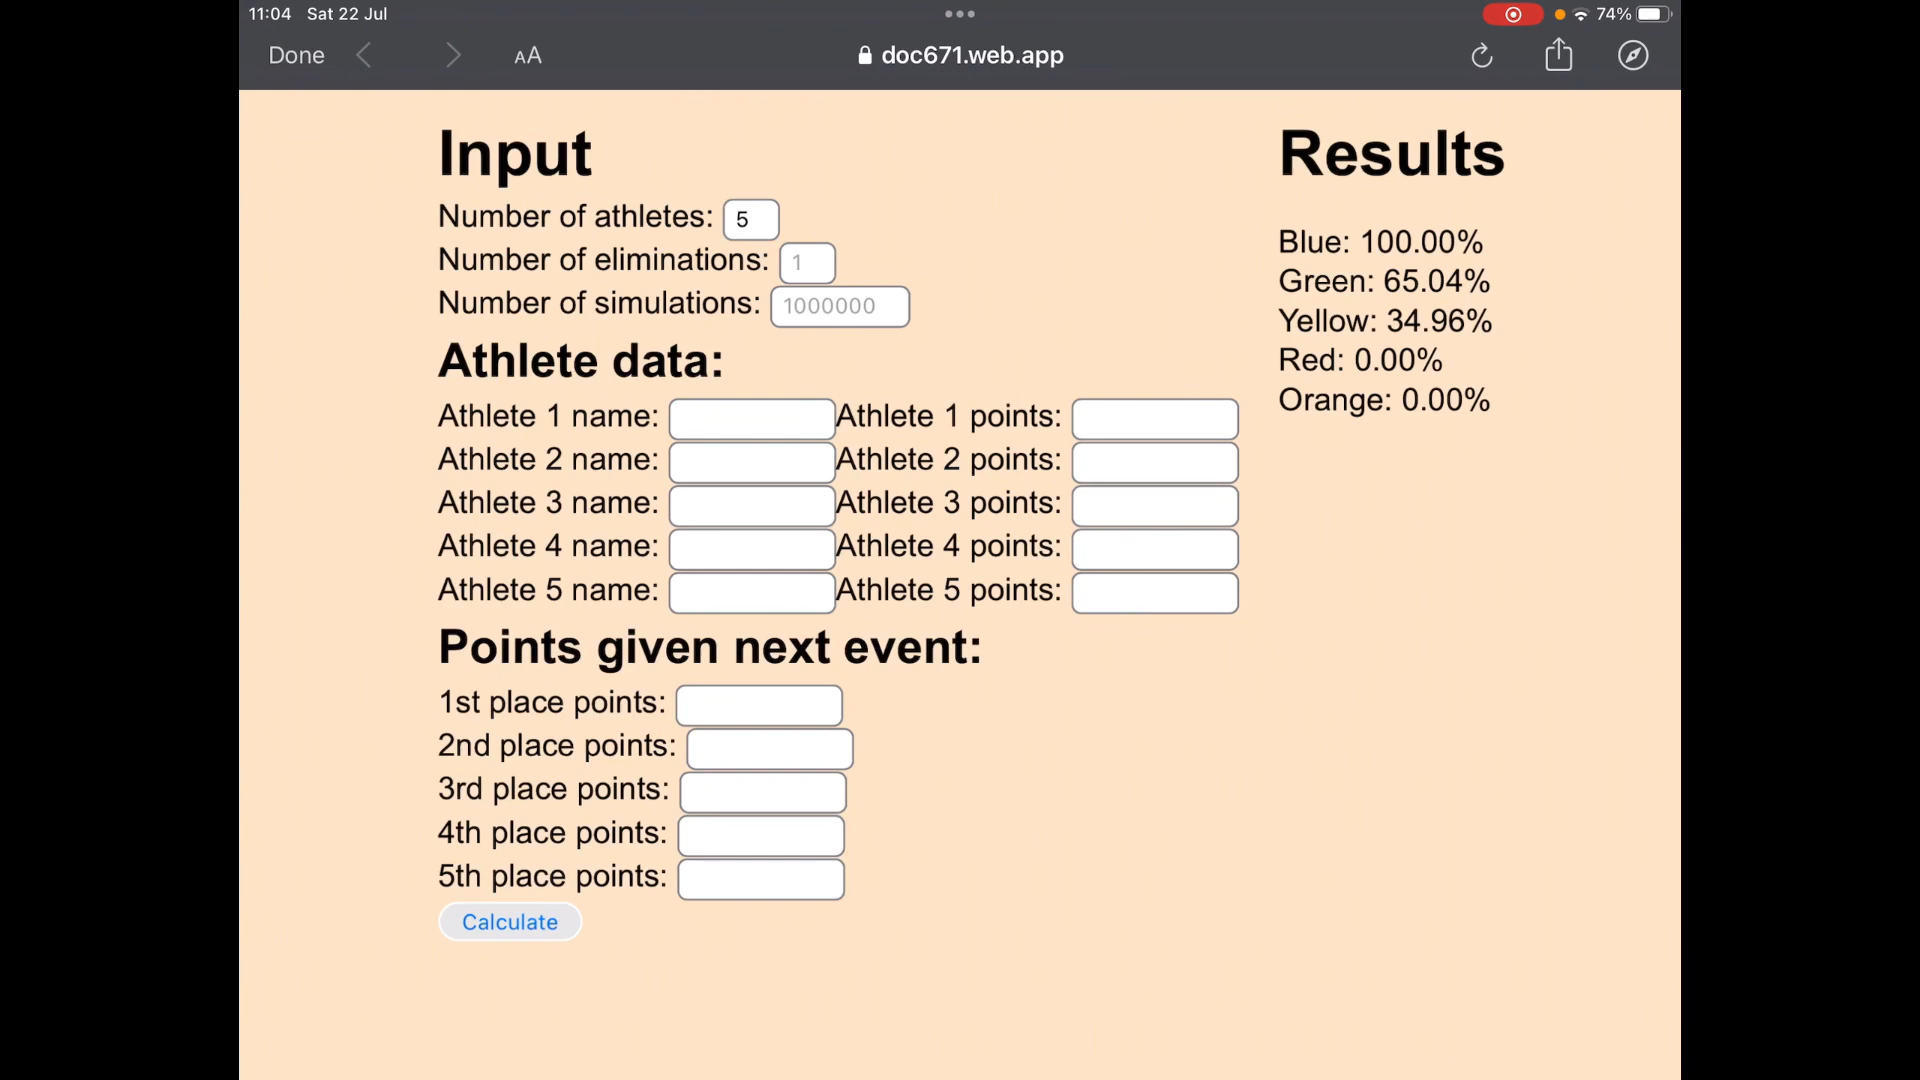 11:04 Sat 22 Jul
74%
Done
AA
doc671.web.app
Input
Number of athletes: 5
Number of eliminations: 1
Number of simulations: 1000000
Athlete data:
Athlete 1 name: Athlete 1 points:
Athlete 2 name: Athlete 2 points:
Athlete 3 name: Athlete 3 points:
Athlete 4 name: Athlete 4 points:
Athlete 5 name: Athlete 5 points:
Points given next event:
1st place points:
2nd place points:
3rd place points:
4th place points:
5th place points:
Calculate
Results
Blue: 100.00%
Green: 65.04%
Yellow: 34.96%
Red: 0.00%
Orange: 0.00%